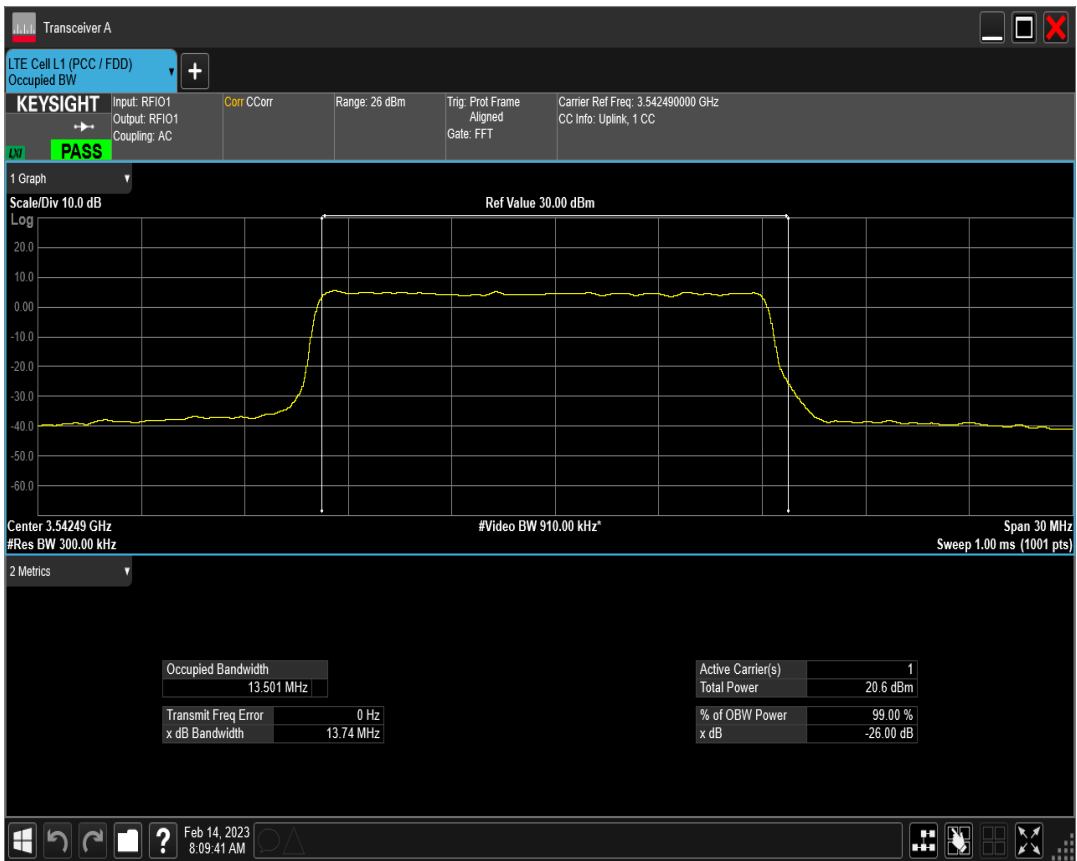 Transceiver A
LTE Cell L1 (PCC / FDD)
Occupied BW
+
KEYSIGHT
LXI
PASS
Input: RFIO1
Output: RFIO1
Coupling: AC
Corr CCorr
Range: 26 dBm
Trig: Prot Frame
Aligned
Gate: FFT
Carrier Ref Freq: 3.542490000 GHz
CC Info: Uplink, 1 CC
1 Graph
Scale/Div 10.0 dB
Ref Value 30.00 dBm
Log
20.0
10.0
0.00
-10.0
-20.0
-30.0
-40.0
-50.0
-60.0
Center 3.54249 GHz
#Video BW 910.00 kHz*
Span 30 MHz
#Res BW 300.00 kHz
Sweep 1.00 ms (1001 pts)
2 Metrics
Occupied Bandwidth
13.501 MHz
Transmit Freq Error 0 Hz
x dB Bandwidth 13.74 MHz
Active Carrier(s) 1
Total Power 20.6 dBm
% of OBW Power 99.00 %
x dB -26.00 dB
?
Feb 14, 2023
8:09:41 AM